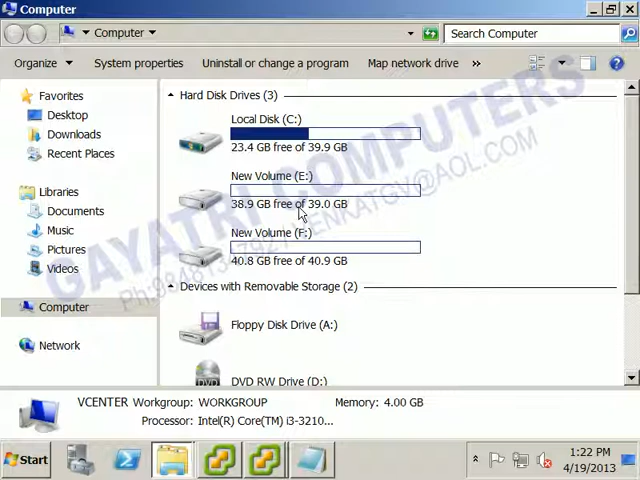 Computer
Computer
Search Computer
Organize
System properties
Uninstall or change a program
Map network drive
»
Favorites
Desktop
Downloads
Recent Places
Libraries
Documents
Music
Pictures
Videos
Computer
Network
Hard Disk Drives (3)
Local Disk (C:)
23.4 GB free of 39.9 GB
New Volume (E:)
38.9 GB free of 39.0 GB
New Volume (F:)
40.8 GB free of 40.9 GB
Devices with Removable Storage (2)
Floppy Disk Drive (A:)
DVD
DVD RW Drive (D:)
GAYATRI COMPUTERS
VCENTER Workgroup: WORKGROUP
Memory: 4.00 GB
Processor: Intel(R) Core(TM) i3-3210...
Start
1:22 PM
4/19/2013